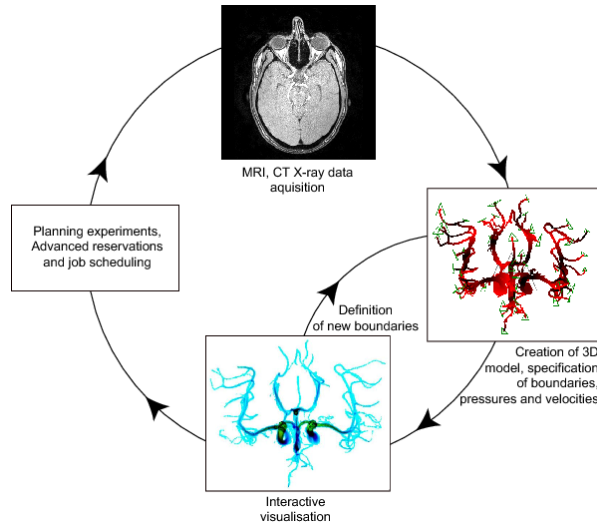 MRI, CT X-ray data
aquisition
Planning experiments,
Advanced reservations
and job scheduling
Definition
of new boundaries
Creation of 3D
model, specification
of boundaries,
pressures and velocities
Interactive
visualisation